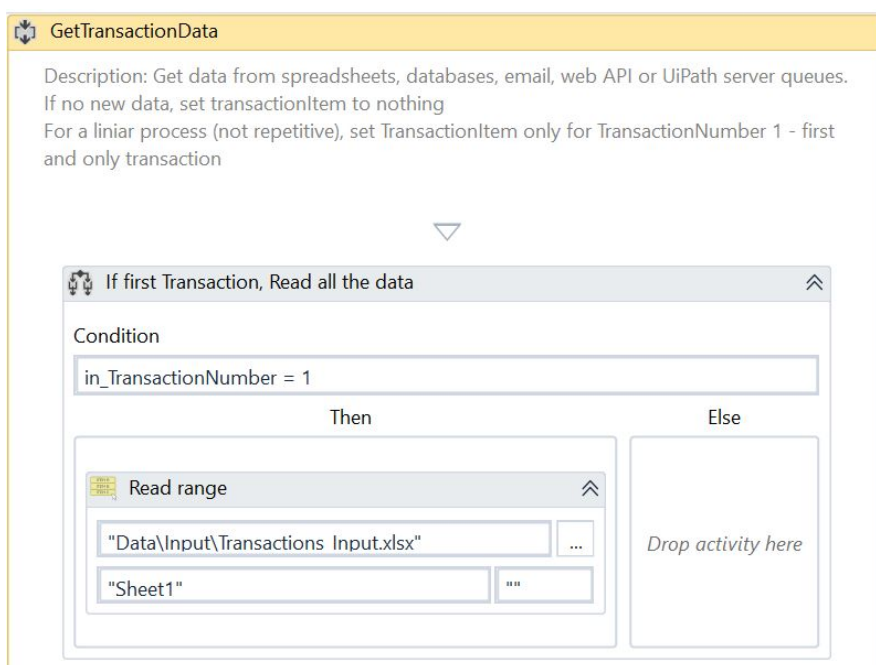 GetTransactionData
Description: Get data from spreadsheets, databases, email, web API or UiPath server queues.
If no new data, set transactionItem to nothing
For a liniar process (not repetitive), set TransactionItem only for TransactionNumber 1 - first
and only transaction
If first Transaction, Read all the data
Condition
in_TransactionNumber = 1
Then
Else
Read range
"Data\Input\Transactions_Input.xlsx"
...
"Sheet1"
""
Drop activity here